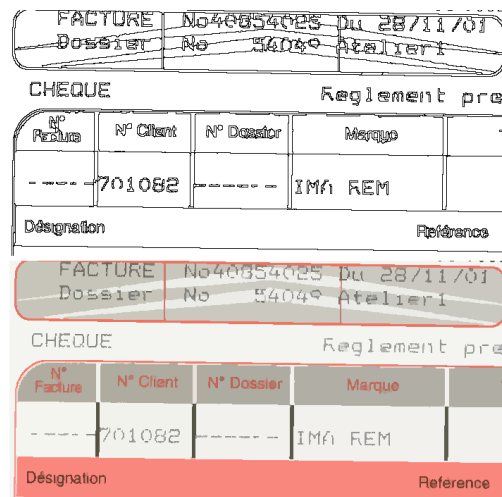 FACTURE No40854025 Du 28/11/01
Dossier No 54049 Atelier1
CHEQUE Reglement pre
N° Facture N° Client N° Dossier Marque
----- 701082 ------ IMA REM
Désignation Reférence
FACTURE No40854025 Du 28/11/01
Dossier No 54049 Atelier1
CHEQUE Reglement pre
N° Facture N° Client N° Dossier Marque
----- 701082 ------ IMA REM
Désignation Reference